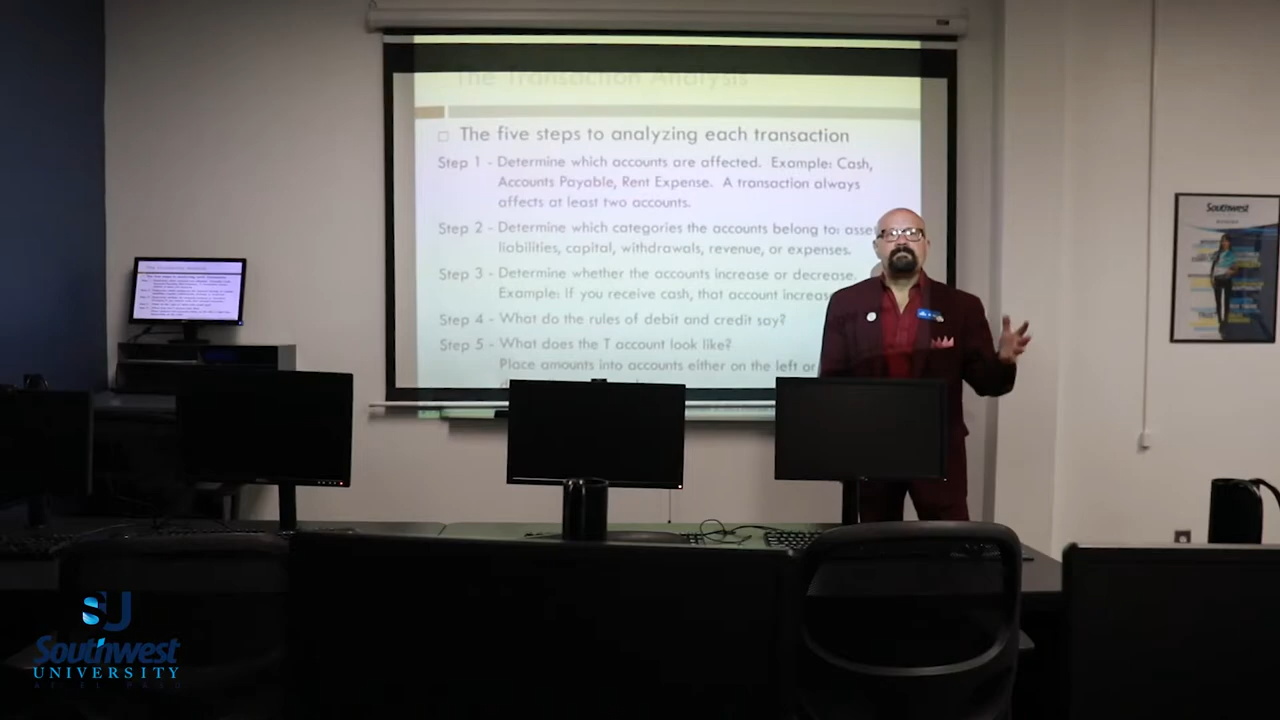 The Transaction Analysis
The five steps to analyzing each transaction
Step 1 - Determine which accounts are affected. Example: Cash,
Accounts Payable, Rent Expense. A transaction always
affects at least two accounts.
Step 2 - Determine which categories the accounts belong to: asse
liabilities, capital, withdrawals, revenue, or expenses.
Step 3 - Determine whether the accounts increase or decrease.
Example: If you receive cash, that account increas
Step 4 - What do the rules of debit and credit say?
Step 5 - What does the T account look like?
Place amounts into accounts either on the left or
Southwest
SU
Southwest
UNIVERSITY
AT EL PASO